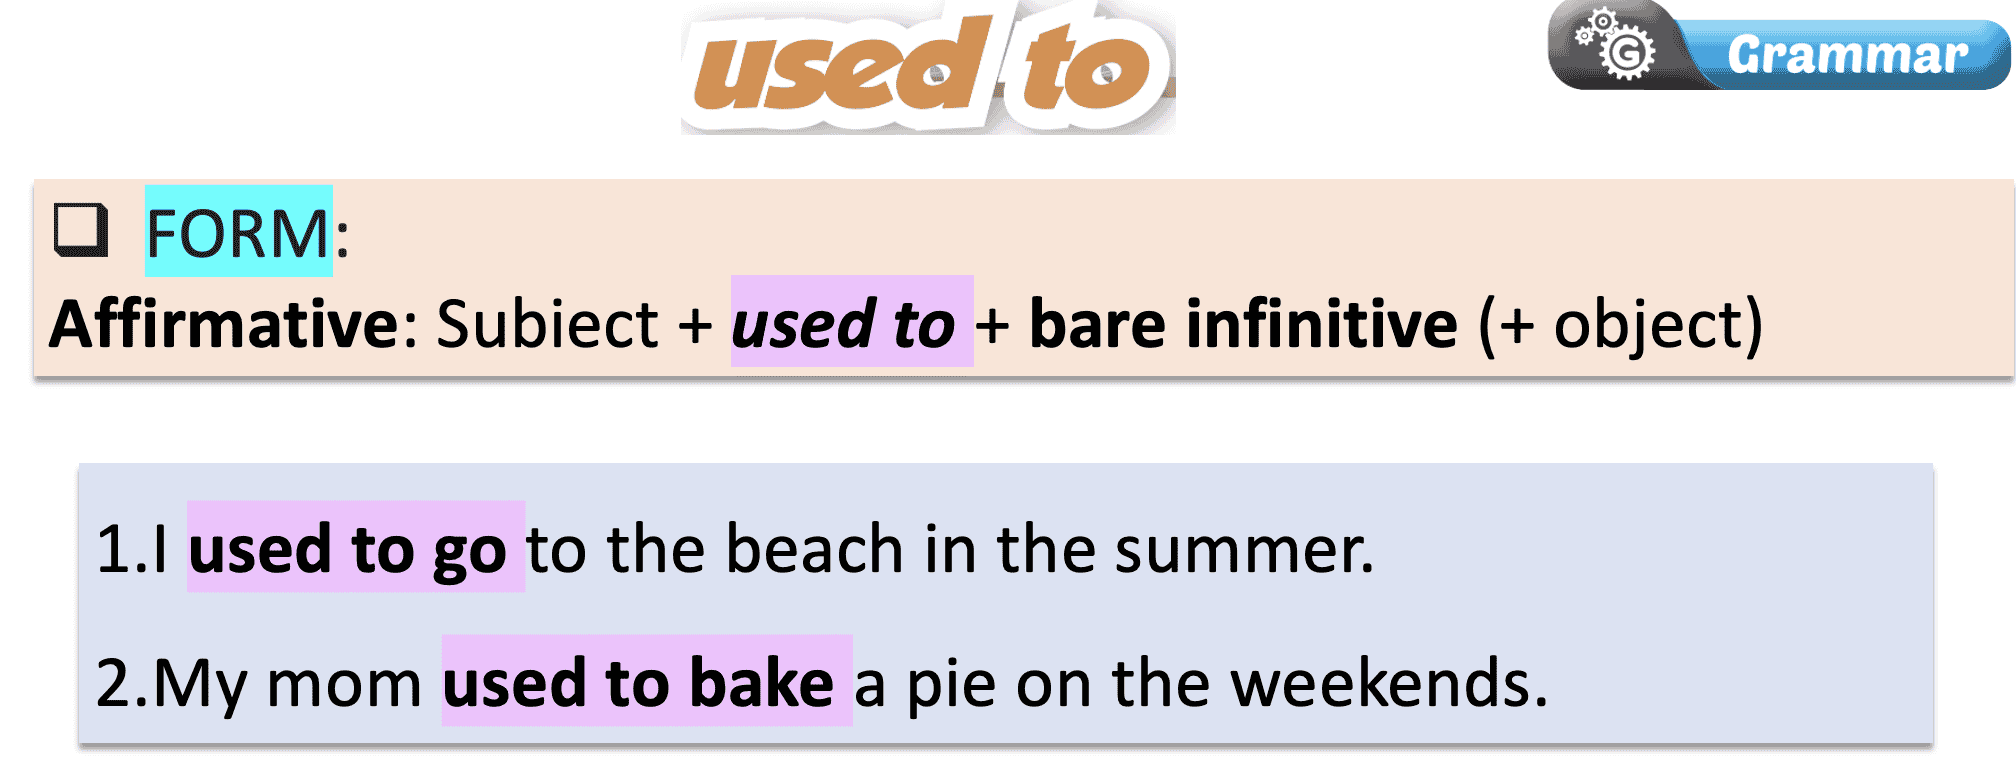 used to
Grammar
❑ FORM:
Affirmative: Subiect + used to + bare infinitive (+ object)
1.I used to go to the beach in the summer.
2.My mom used to bake a pie on the weekends.